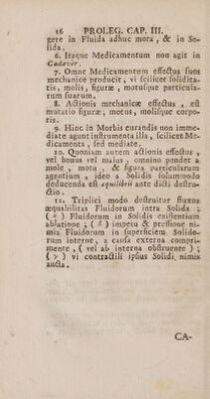 16 PROLEG. CAP. III.
gere in Fluida adhuc mota, & in So-
lida.
6. Itaque Medicamentum non agit in
Cadaver.
7. Omne Medicamentum effectus suos
mechanice producit, vi scilicet solidita-
tis, molis, figuræ, motusque particula-
rum suarum.
8. Actionis mechanicæ effectus, est
mutatio figuræ, motus, molisque corpo-
ris.
9. Hinc in Morbis curandis non imme-
diate agunt instrumenta illa, scilicet Me-
dicamenta, sed mediate.
10. Quoniam autem actionis effectus,
vel bonus vel malus, omnino pendet a
mole, motu, & figura particularum
agentium, ideo a Solidis solummodo
deducenda est æquilibrii ante dicti destru-
ctio.
11. Triplici modo destruitur fluxus
æquabilitas Fluidorum intra Solida;
( ) Fluidorum in Solidis existentium
ablatione, ( ) impetu & pressione ni-
mia Fluidorum in superficiem Solido-
rum interne, a causa externa compri-
mente, ( vel ab interna obstruente );
( ) vi contractili ipsius Solidi nimis
aucta.
CA-